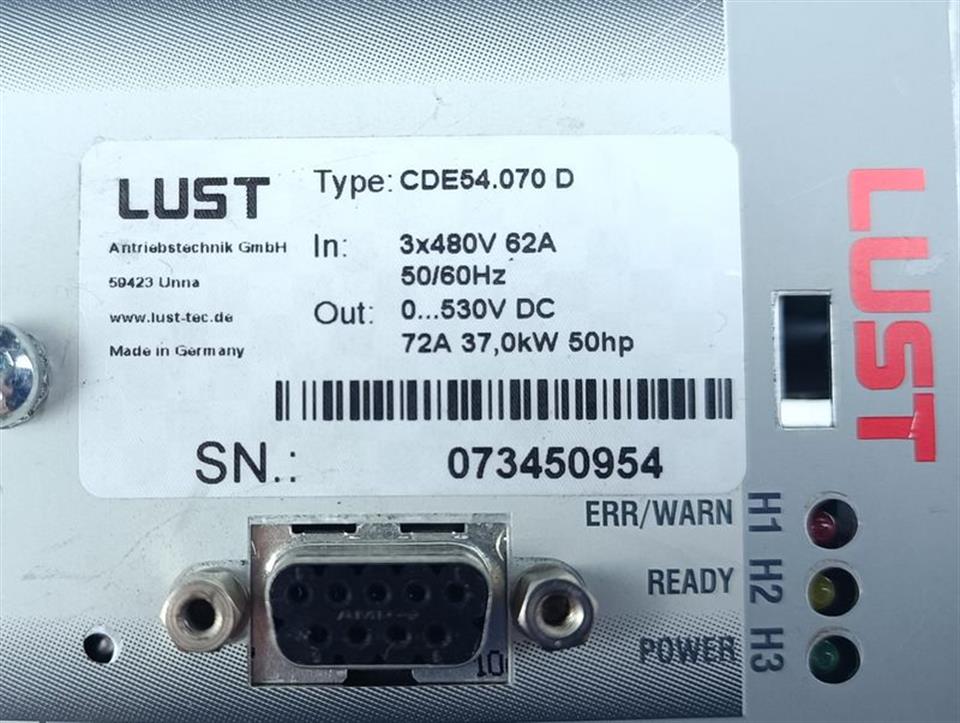 LUST
Type: CDE54.070 D
Antriebstechnik GmbH
59423 Unna
www.lust-tec.de
Made in Germany
In: 3x480V 62A
50/60Hz
Out: 0...530V DC
72A 37,0kW 50hp
SN.: 073450954
LUST
ERR/WARN H1
READY H2
POWER H3
10